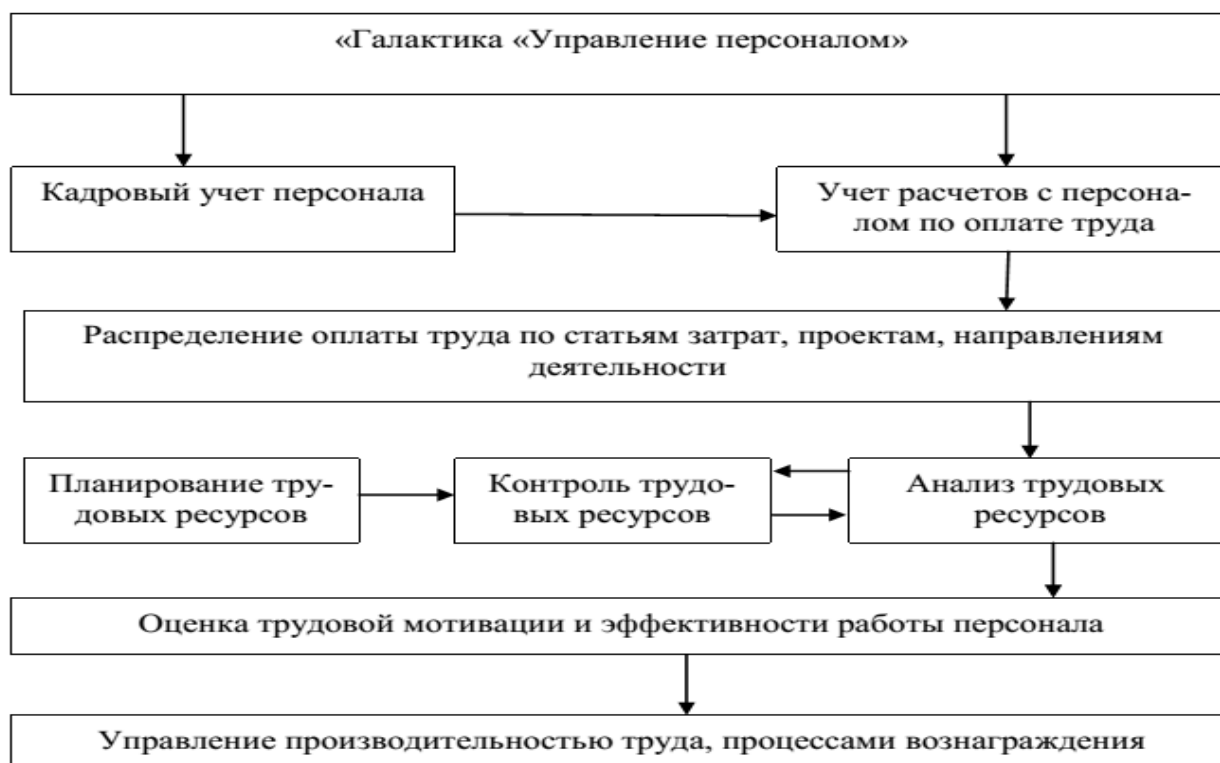 «Галактика «Управление персоналом»
Кадровый учет персонала
Учет расчетов с персона-
лом по оплате труда
Распределение оплаты труда по статьям затрат, проектам, направлениям
деятельности
Планирование тру-
довых ресурсов
Контроль трудо-
вых ресурсов
Анализ трудовых
ресурсов
Оценка трудовой мотивации и эффективности работы персонала
Управление производительностью труда, процессами вознаграждения